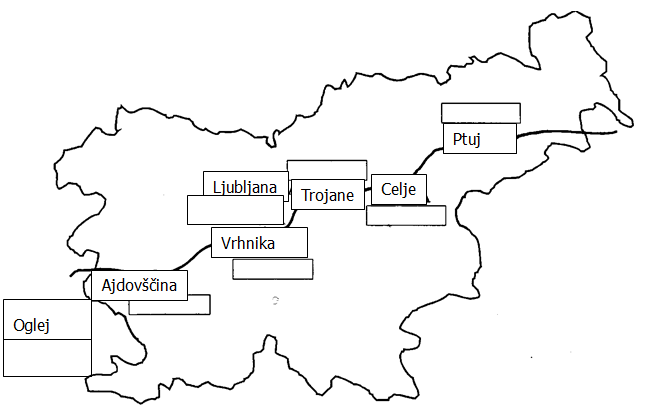 Ptuj
Ljubljana
Trojane
Celje
Vrhnika
Ajdovščina
Oglej